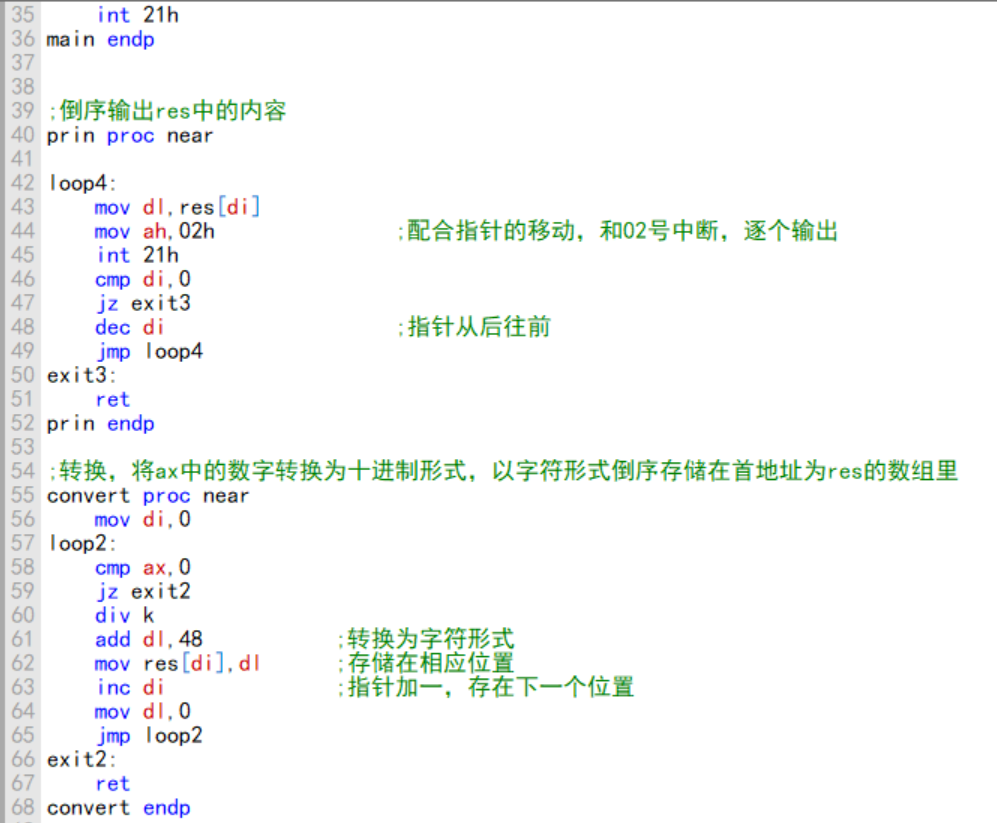 35     int 21h
36 main endp
37
38
39 ;倒序输出res中的内容
40 prin proc near
41
42 loop4:
43     mov dl,res[di]
44     mov ah,02h                ;配合指针的移动，和02号中断，逐个输出
45     int 21h
46     cmp di,0
47     jz exit3
48     dec di                    ;指针从后往前
49     jmp loop4
50 exit3:
51     ret
52 prin endp
53
54 ;转换，将ax中的数字转换为十进制形式，以字符形式倒序存储在首地址为res的数组里
55 convert proc near
56     mov di,0
57 loop2:
58     cmp ax,0
59     jz exit2
60     div k
61     add dl,48           ;转换为字符形式
62     mov res[di],dl      ;存储在相应位置
63     inc di              ;指针加一，存在下一个位置
64     mov dl,0
65     jmp loop2
66 exit2:
67     ret
68 convert endp